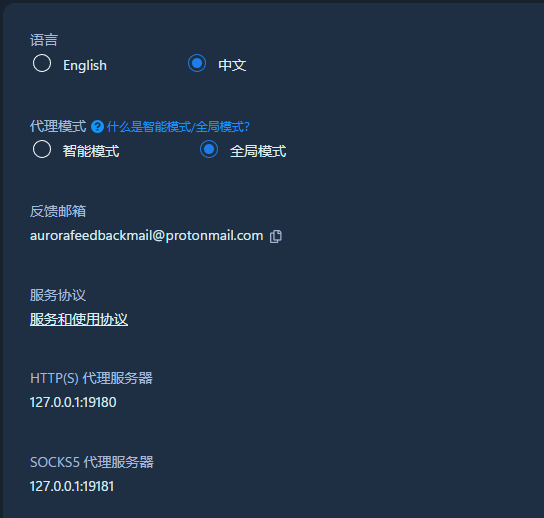 语言
English 中文
代理模式 ? 什么是智能模式/全局模式?
智能模式 全局模式
反馈邮箱
aurorafeedbackmail@protonmail.com
服务协议
服务和使用协议
HTTP(S) 代理服务器
127.0.0.1:19180
SOCKS5 代理服务器
127.0.0.1:19181